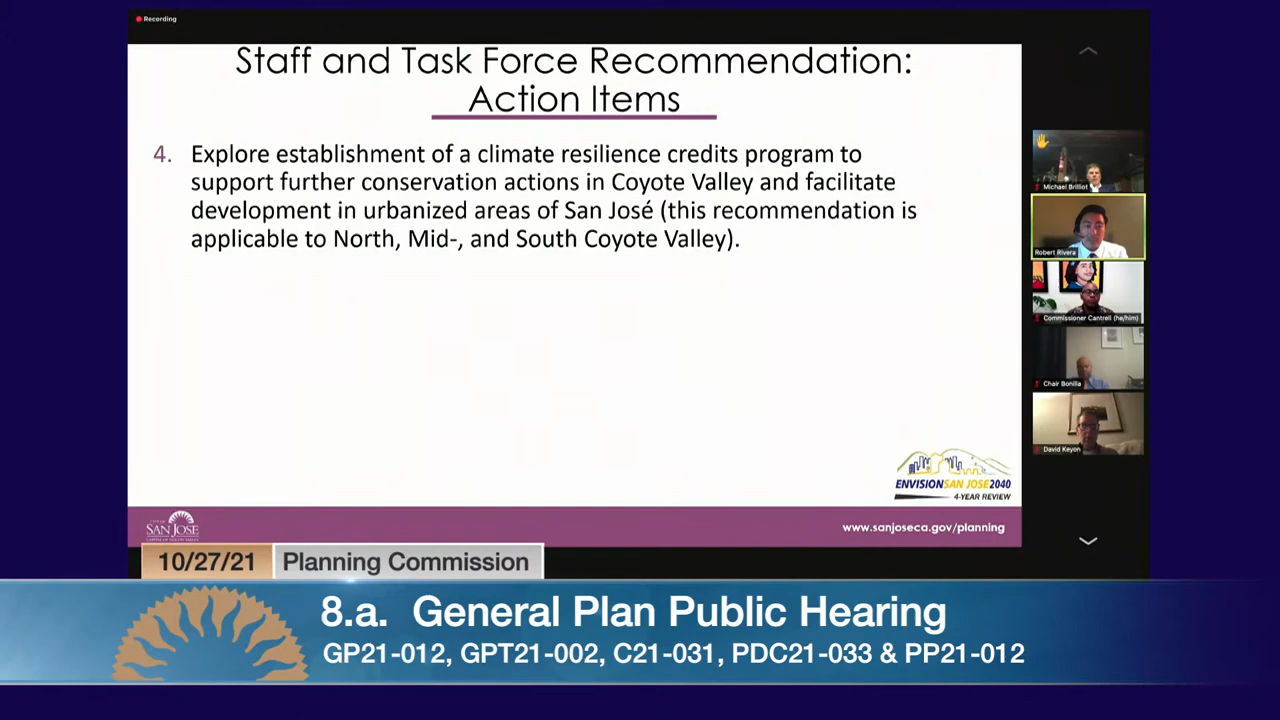 Recording
Staff and Task Force Recommendation:
Action Items
4. Explore establishment of a climate resilience credits program to
support further conservation actions in Coyote Valley and facilitate
development in urbanized areas of San José (this recommendation is
applicable to North, Mid-, and South Coyote Valley).
Michael Brilliot
Robert Rivera
Commissioner Cantrell (he/him)
Chair Bonilla
David Keyon
ENVISIONSAN JOSE2040
4-YEAR REVIEW
CITY OF
SAN JOSE
www.sanjoseca.gov/planning
10/27/21 Planning Commission
8.a. General Plan Public Hearing
GP21-012, GPT21-002, C21-031, PDC21-033 & PP21-012